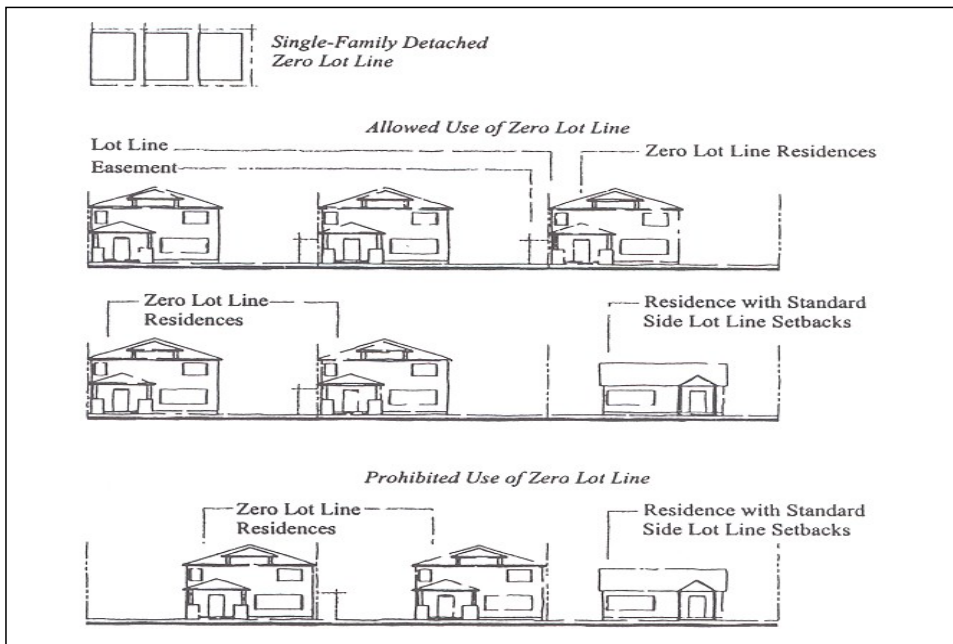 Single-Family Detached
Zero Lot Line
Allowed Use of Zero Lot Line
Lot Line
Zero Lot Line Residences
Easement
Zero Lot Line
Residences
Residence with Standard
Side Lot Line Setbacks
Prohibited Use of Zero Lot Line
Zero Lot Line
Residences
Residence with Standard
Side Lot Line Setbacks